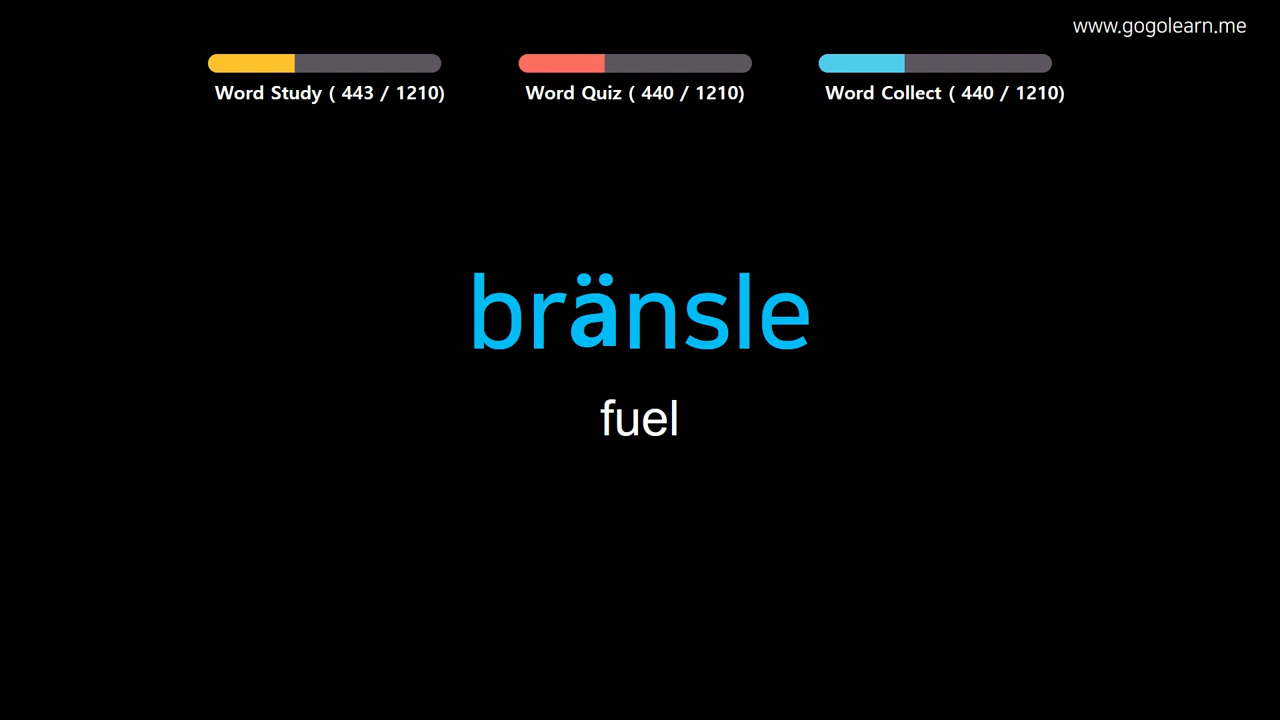 www.gogolearn.me
Word Study ( 443 / 1210)
Word Quiz ( 440 / 1210)
Word Collect ( 440 / 1210)
bränsle
fuel